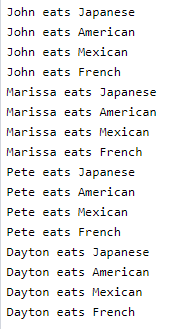 John eats Japanese
John eats American
John eats Mexican
John eats French
Marissa eats Japanese
Marissa eats American
Marissa eats Mexican
Marissa eats French
Pete eats Japanese
Pete eats American
Pete eats Mexican
Pete eats French
Dayton eats Japanese
Dayton eats American
Dayton eats Mexican
Dayton eats French